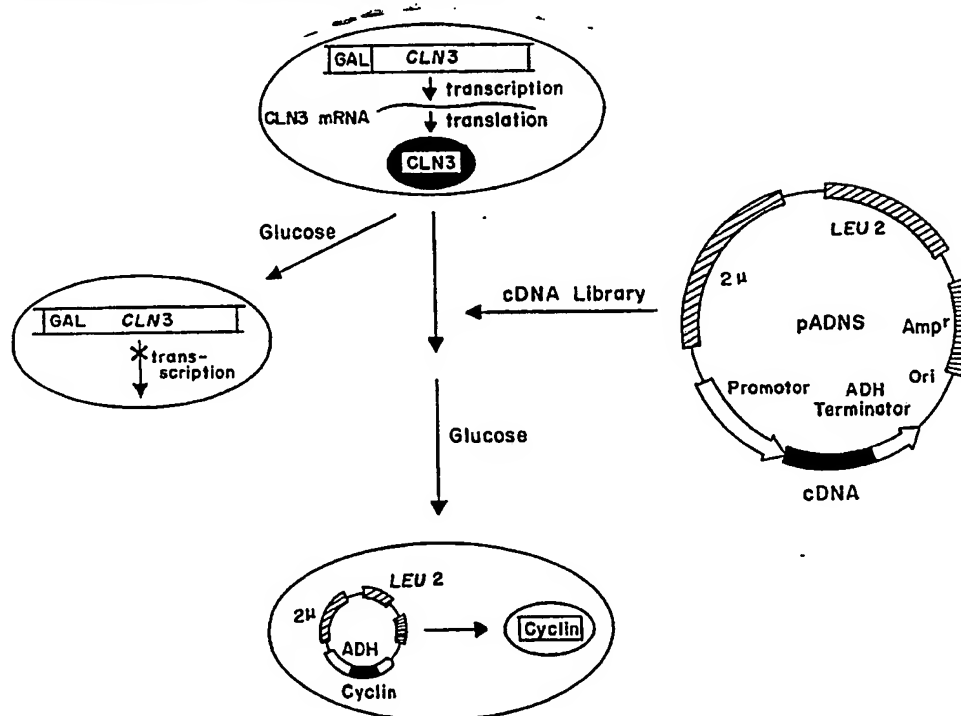 GAL CLN3
transcription
CLN3 mRNA
translation
CLN3
Glucose
GAL CLN3
trans-
scription
cDNA Library
LEU 2
2μ
pADNS
Ampr
Ori
Promotor
ADH
Terminator
cDNA
Glucose
LEU 2
2μ
ADH
Cyclin
Cyclin